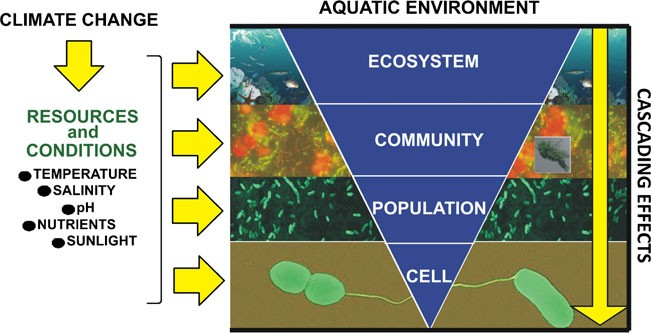 CLIMATE CHANGE
RESOURCES
and
CONDITIONS
TEMPERATURE
SALINITY
pH
NUTRIENTS
SUNLIGHT
AQUATIC ENVIRONMENT
ECOSYSTEM
COMMUNITY
POPULATION
CELL
CASCADING EFFECTS